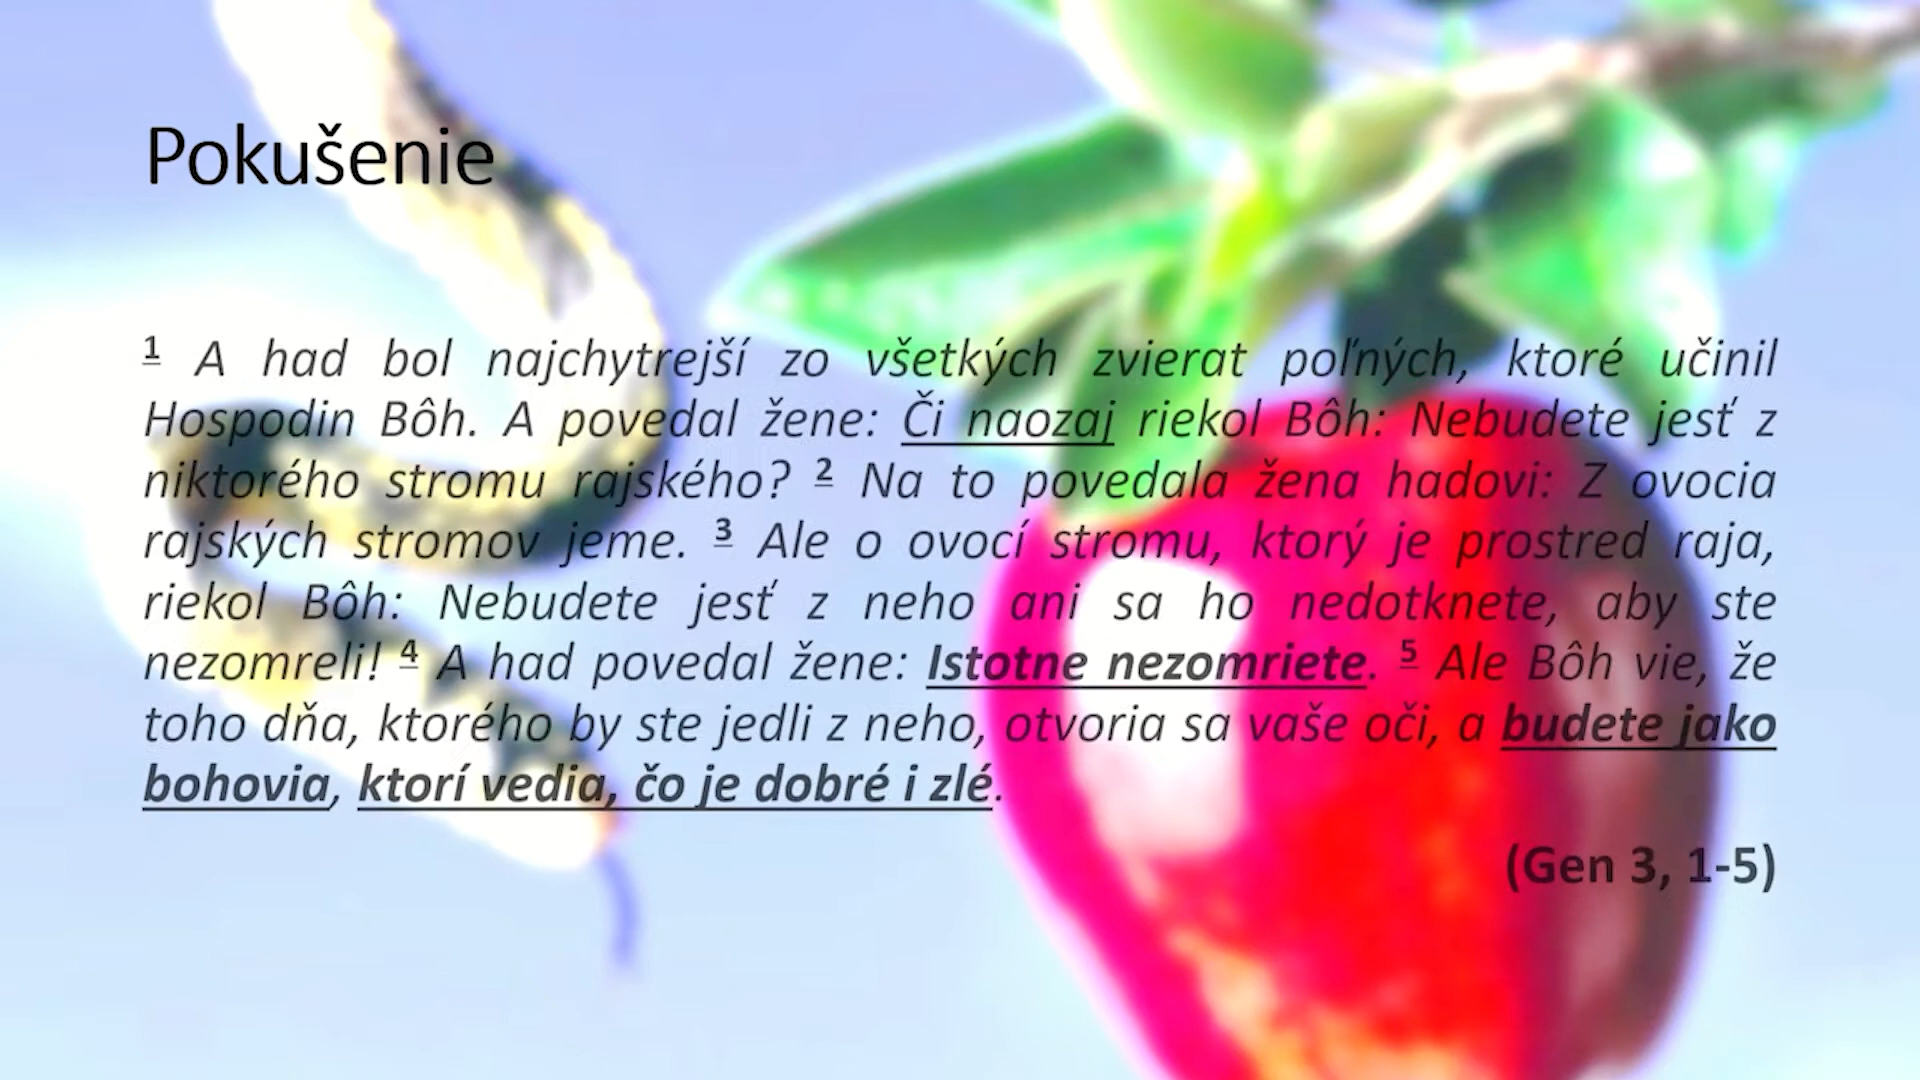 Pokušenie
1 A had bol najchytrejší zo všetkých zvierat poľných, ktoré učinil
Hospodin Bôh. A povedal žene: Či naozaj riekol Bôh: Nebudete jesť z
niktorého stromu rajského? 2 Na to povedala žena hadovi: Z ovocia
rajských stromov jeme. 3 Ale o ovocí stromu, ktorý je prostred raja,
riekol Bôh: Nebudete jesť z neho ani sa ho nedotknete, aby ste
nezomreli! 4 A had povedal žene: Istotne nezomriete. 5 Ale Bôh vie, že
toho dňa, ktorého by ste jedli z neho, otvoria sa vaše oči, a budete jako
bohovia, ktorí vedia, čo je dobré i zlé.
(Gen 3, 1-5)